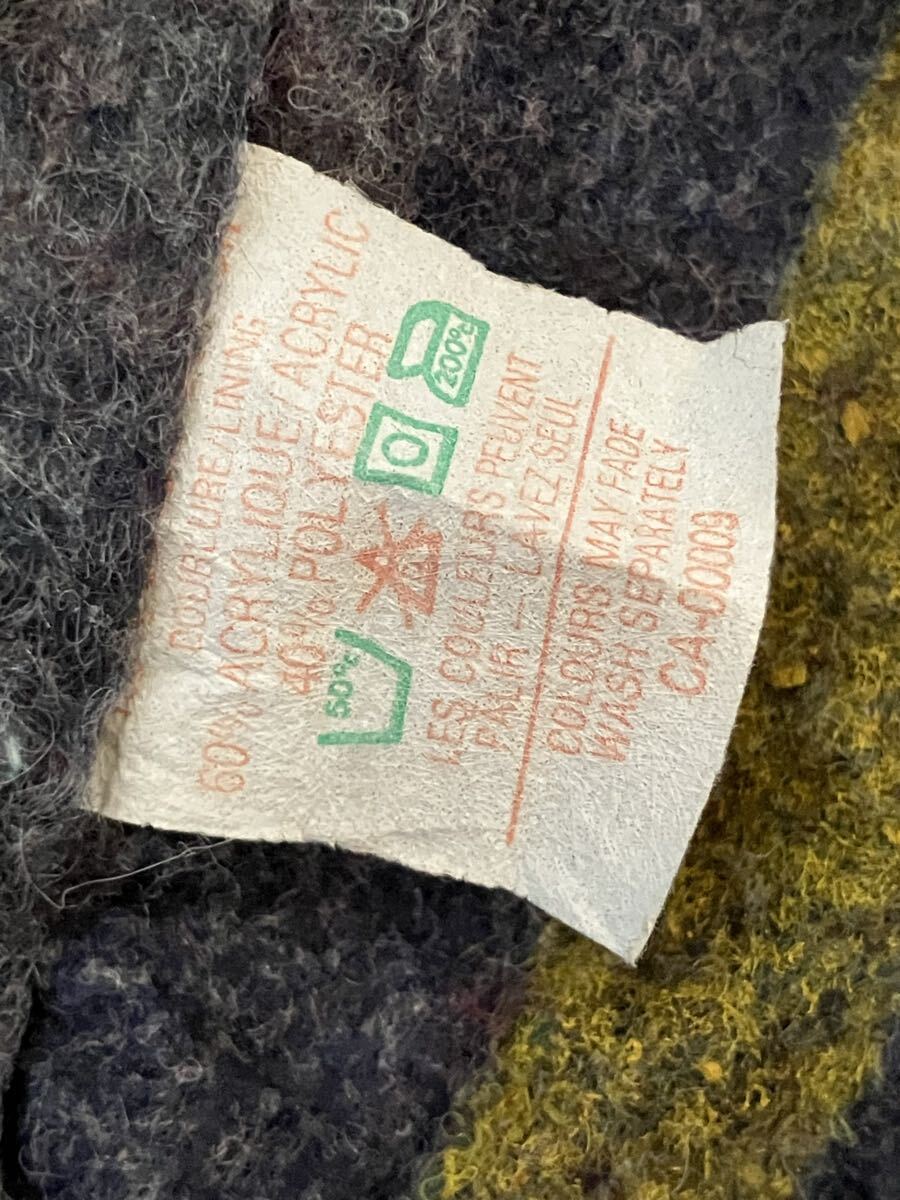 DOUBLURE/LINING
60% ACRYLIQUE/ACRYLIC
40% POLYESTER
50°C
200°C
LES COULEURS PEUVENT
PALIR - LAVEZ SEUL
COLOURS MAY FADE
WASH SEPARATELY
CA-00009